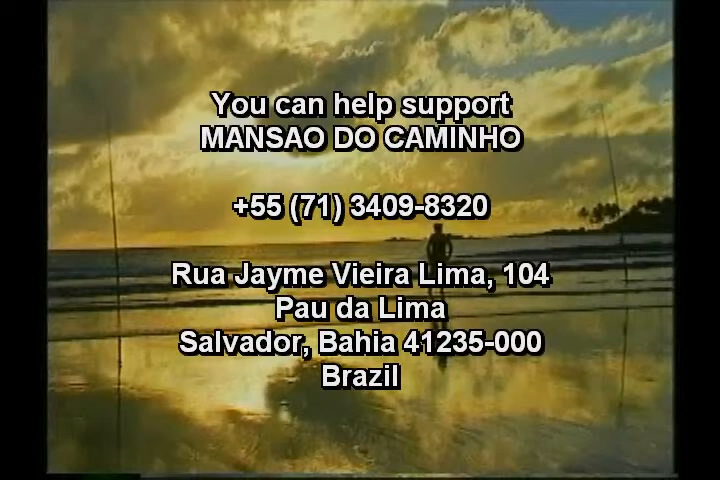 You can help support
MANSAO DO CAMINHO
+55 (71) 3409-8320
Rua Jayme Vieira Lima, 104
Pau da Lima
Salvador, Bahia 41235-000
Brazil